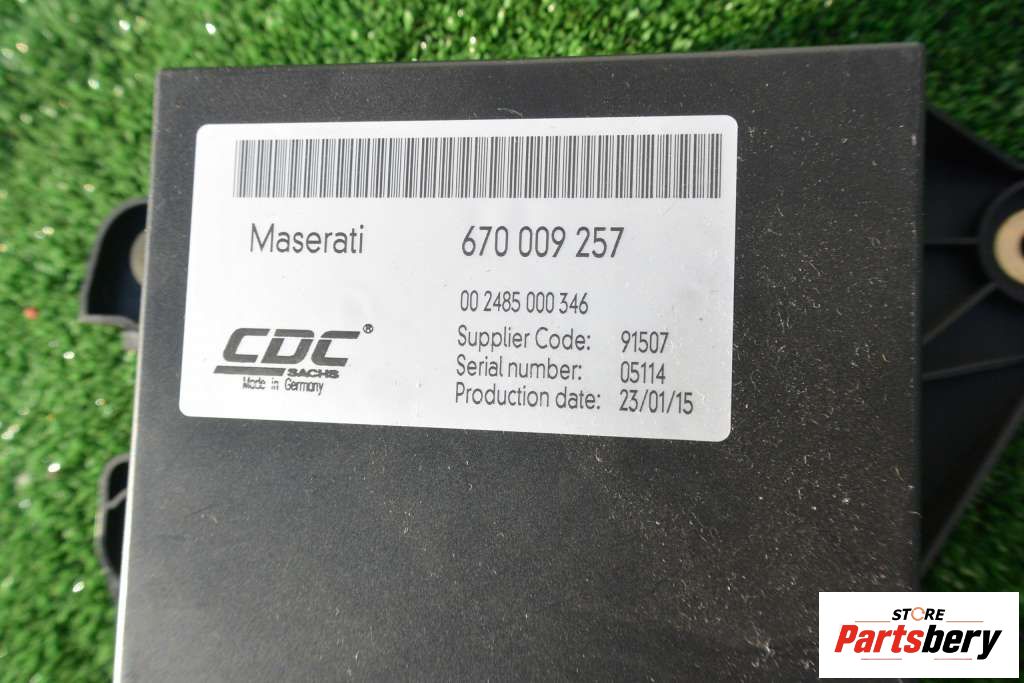 Maserati 670 009 257
00 2485 000 346
CDC®
SACHS
Made in Germany
Supplier Code: 91507
Serial number: 05114
Production date: 23/01/15
STORE
Partsbery